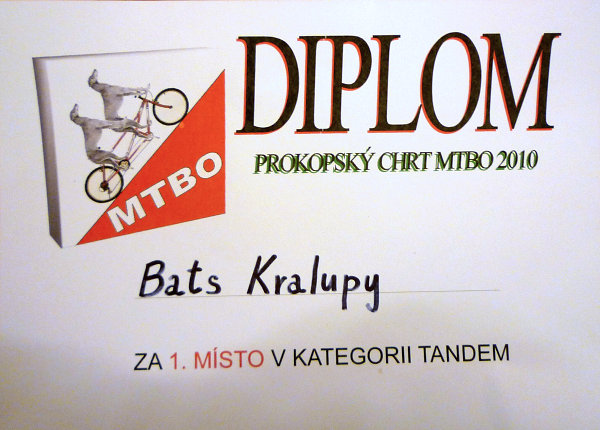 DIPLOM
PROKOPSKÝ CHRT MTBO 2010
MTBO
Bats Kralupy
ZA 1. MÍSTO V KATEGORII TANDEM